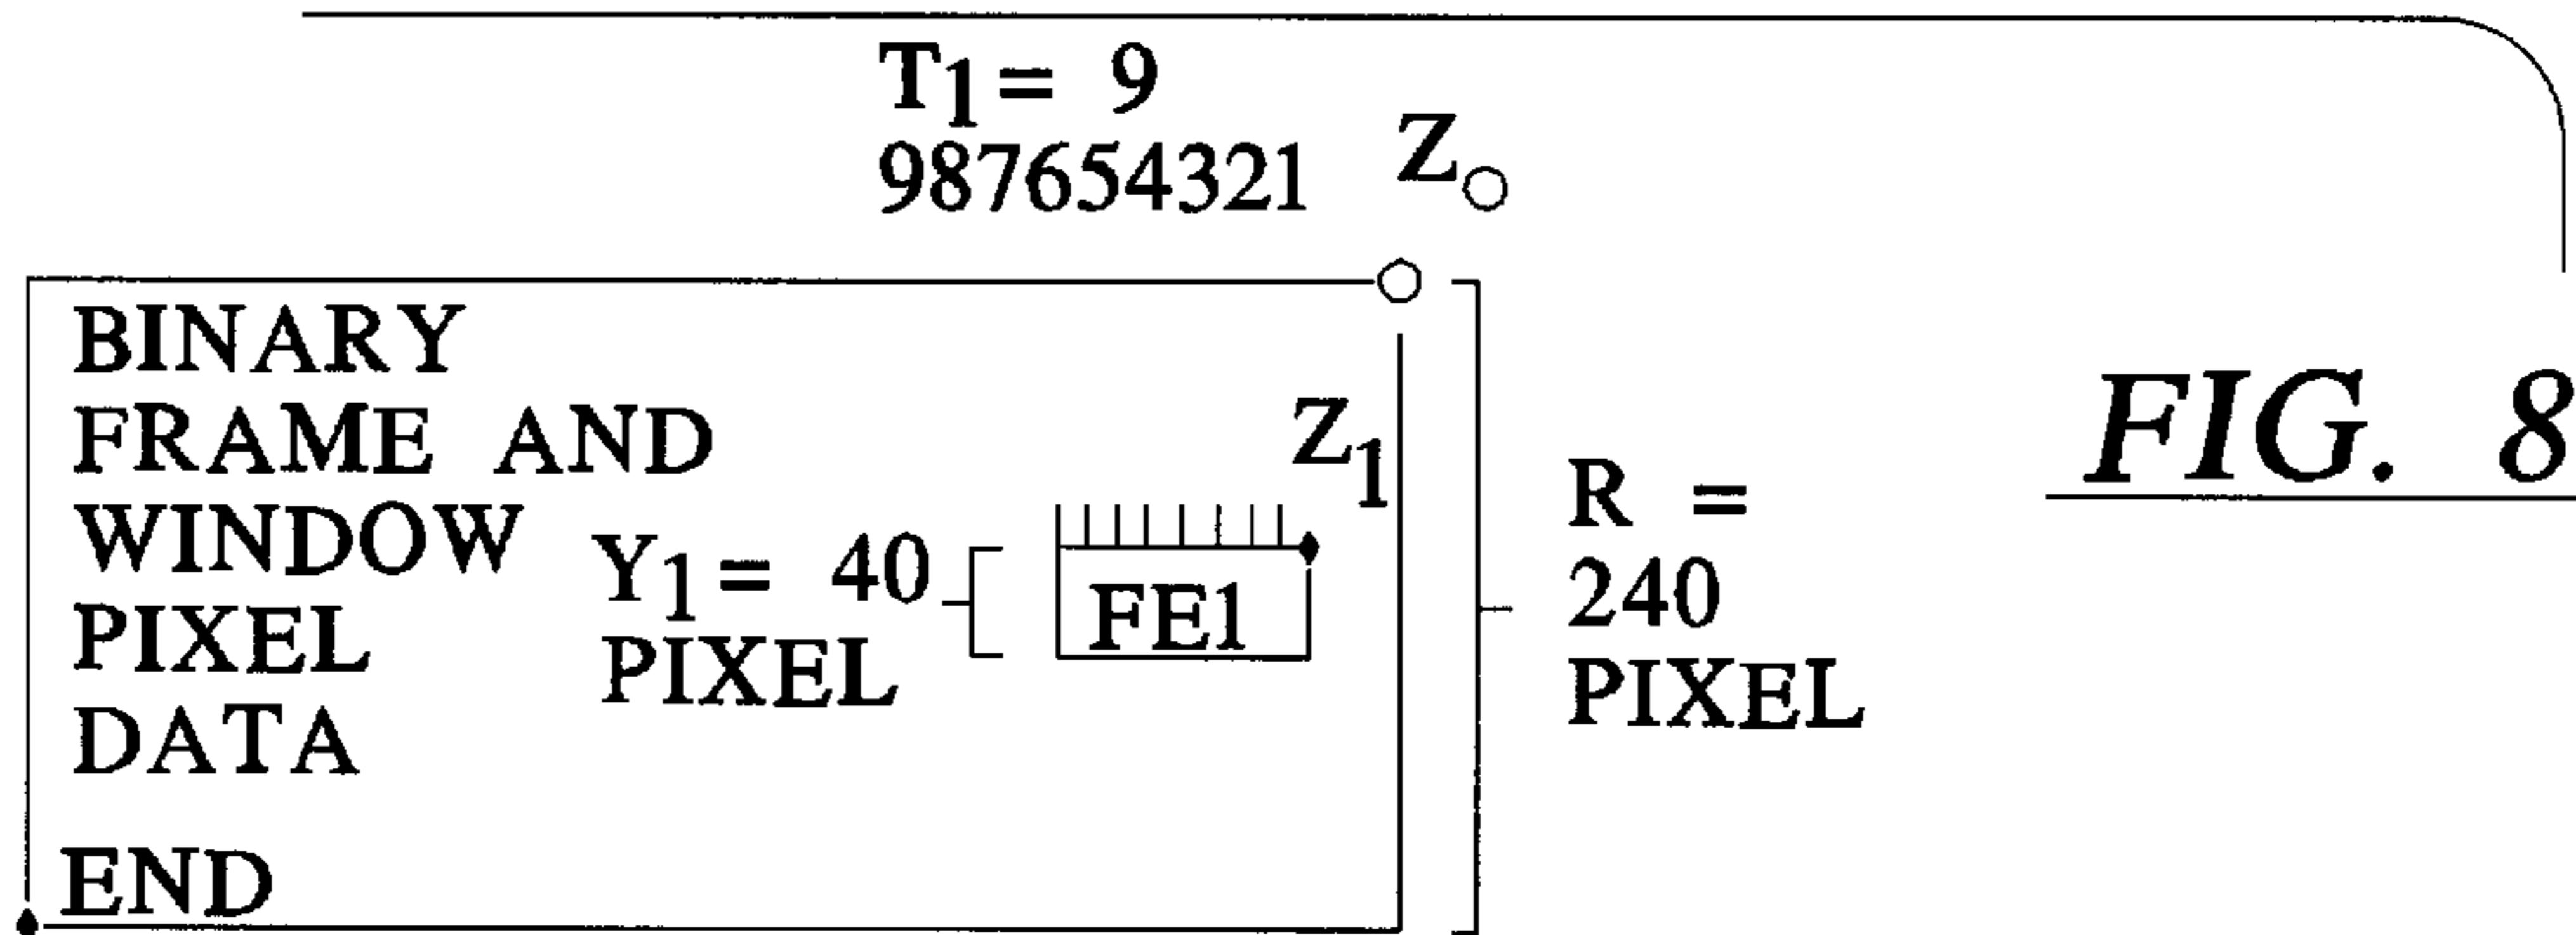 T₁= 9
987654321 Z₀
BINARY
FRAME AND
WINDOW
PIXEL
DATA
END
Z₁
Y₁= 40
PIXEL
FE1
R =
240
PIXEL
FIG. 8